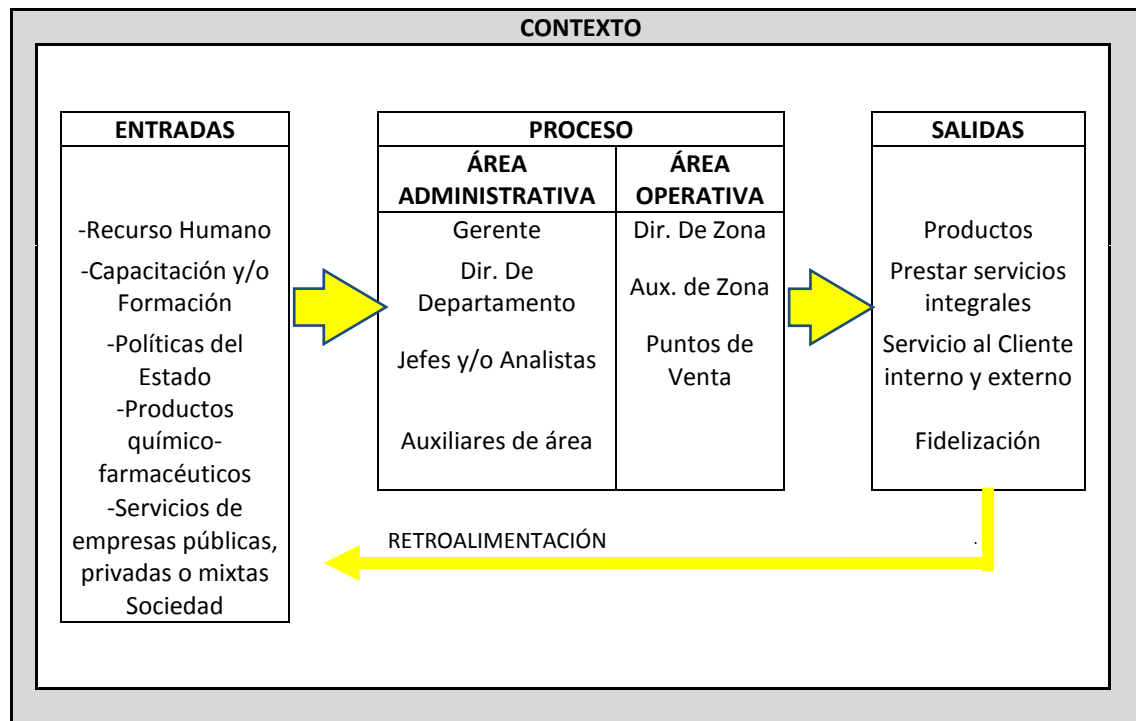 CONTEXTO
ENTRADAS
-Recurso Humano
-Capacitación y/o
Formación
-Políticas del
Estado
-Productos
químico-
farmacéuticos
-Servicios de
empresas públicas,
privadas o mixtas
Sociedad
PROCESO
ÁREA
ADMINISTRATIVA
Gerente
Dir. De
Departamento
Jefes y/o Analistas
Auxiliares de área
ÁREA
OPERATIVA
Dir. De Zona
Aux. de Zona
Puntos de
Venta
SALIDAS
Productos
Prestar servicios
integrales
Servicio al Cliente
interno y externo
Fidelización
RETROALIMENTACIÓN